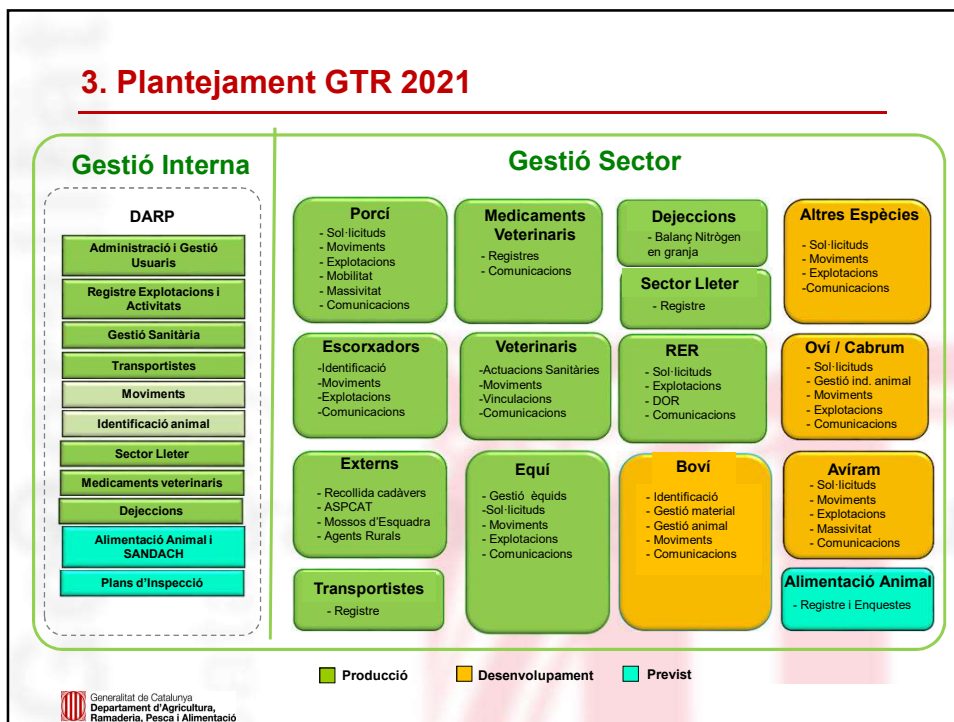 3. Plantejament GTR 2021
Gestió Interna
DARP
Administració i Gestió
Usuaris
Registre Explotacions i
Activitats
Gestió Sanitària
Transportistes
Moviments
Identificació animal
Sector Lleter
Medicaments veterinaris
Dejeccions
Alimentació Animal i
SANDACH
Plans d'Inspecció
Gestió Sector
Porcí
- Sol·licituds
- Moviments
- Explotacions
- Mobilitat
- Massivitat
- Comunicacions
Medicaments
Veterinaris
- Registres
- Comunicacions
Dejeccions
- Balanç Nitrògen
en granja
Sector Lleter
- Registre
Altres Espècies
- Sol·licituds
- Moviments
- Explotacions
-Comunicacions
Escorxadors
-Identificació
-Moviments
-Explotacions
-Comunicacions
Veterinaris
-Actuacions Sanitàries
-Moviments
-Vinculacions
-Comunicacions
RER
- Sol·licituds
- Explotacions
- DOR
- Comunicacions
Oví / Cabrum
- Sol·licituds
- Gestió ind. animal
- Moviments
- Explotacions
- Comunicacions
Externs
- Recollida cadàvers
- ASPCAT
- Mossos d'Esquadra
- Agents Rurals
Transportistes
- Registre
Equí
- Gestió èquids
-Sol·licituds
- Moviments
- Explotacions
- Comunicacions
Boví
- Identificació
- Gestió material
- Gestió animal
- Moviments
- Comunicacions
Avíram
- Sol·licituds
- Moviments
- Explotacions
- Massivitat
- Comunicacions
Alimentació Animal
- Registre i Enquestes
Producció
Desenvolupament
Previst
Generalitat de Catalunya
Departament d'Agricultura,
Ramaderia, Pesca i Alimentació